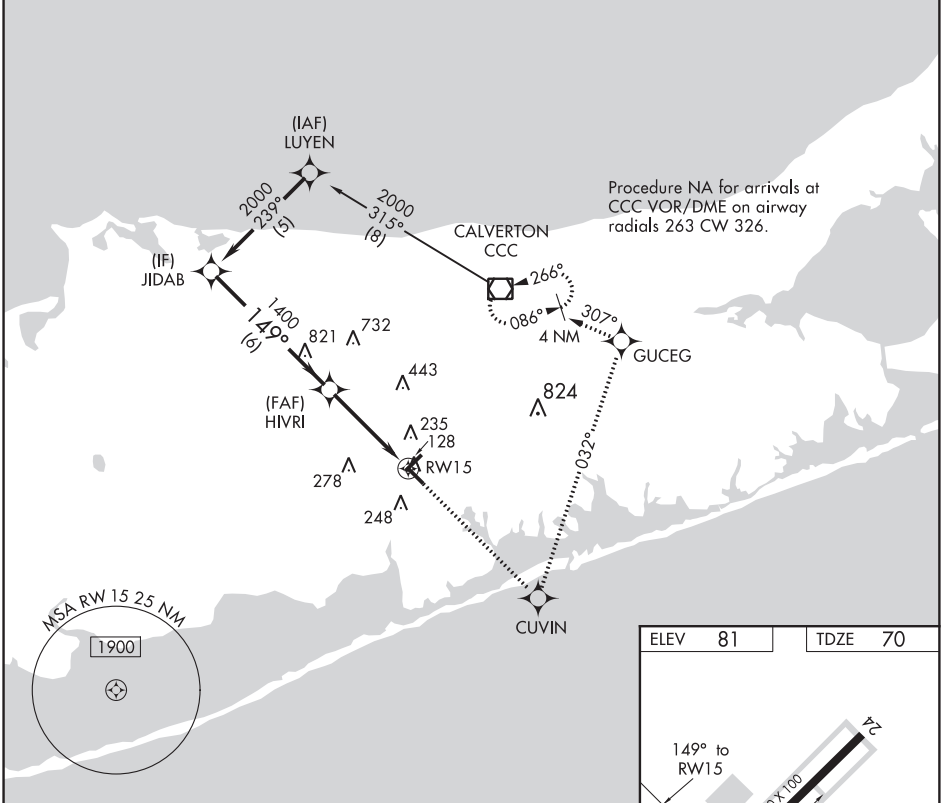 (IAF)
LUYEN
2000
239°
(5)
2000
315°
(8)
Procedure NA for arrivals at
CCC VOR/DME on airway
radials 263 CW 326.
CALVERTON
CCC
(IF)
JIDAB
266°
086°
4 NM
307°
GUCEG
1400
149°
(6)
821
732
443
824
(FAF)
HIVRI
235
128
RW15
278
248
032°
CUVIN
MSA RW 15 25 NM
1900
ELEV 81
TDZE 70
24
149° to
RW15
X100